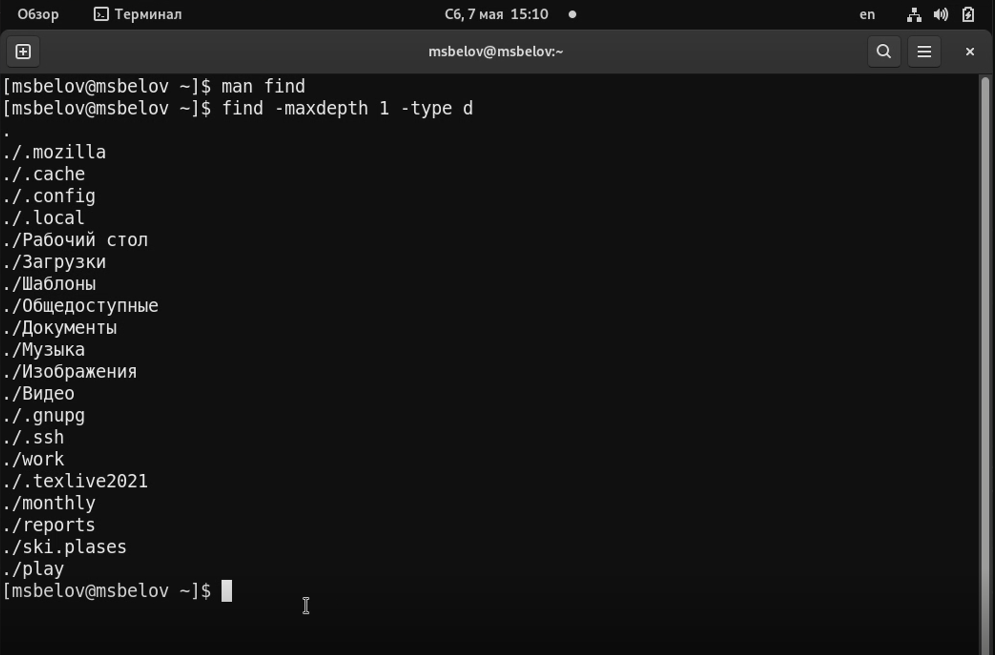 Обзор Терминал Сб, 7 мая 15:10 en
msbelov@msbelov:~
[msbelov@msbelov ~]$ man find
[msbelov@msbelov ~]$ find -maxdepth 1 -type d
.
./.mozilla
./.cache
./.config
./.local
./Рабочий стол
./Загрузки
./Шаблоны
./Общедоступные
./Документы
./Музыка
./Изображения
./Видео
./.gnupg
./.ssh
./work
./.texlive2021
./monthly
./reports
./ski.plases
./play
[msbelov@msbelov ~]$